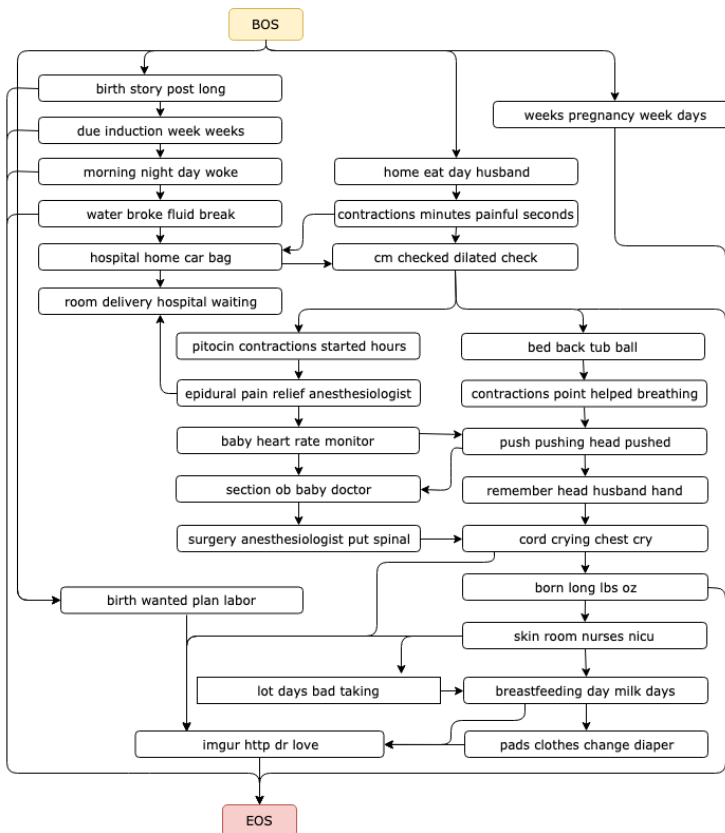 BOS
birth story post long
weeks pregnancy week days
due induction week weeks
morning night day woke
home eat day husband
water broke fluid break
contractions minutes painful seconds
hospital home car bag
cm checked dilated check
room delivery hospital waiting
pitocin contractions started hours
bed back tub ball
epidural pain relief anesthesiologist
contractions point helped breathing
baby heart rate monitor
push pushing head pushed
section ob baby doctor
remember head husband hand
surgery anesthesiologist put spinal
cord crying chest cry
birth wanted plan labor
born long lbs oz
skin room nurses nicu
lot days bad taking
breastfeeding day milk days
imgur http dr love
pads clothes change diaper
EOS